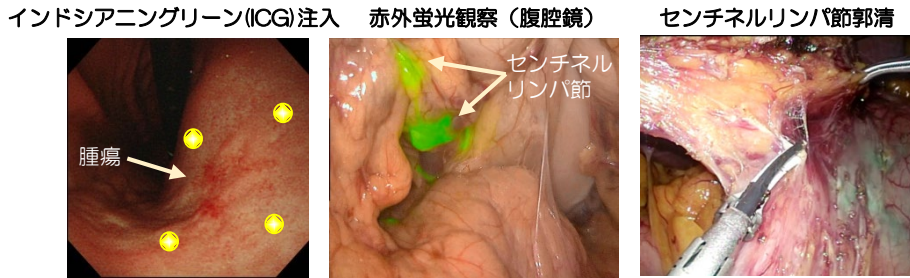 インドシアニングリーン(ICG)注入
赤外蛍光観察（腹腔鏡）
センチネルリンパ節郭清
腫瘍
センチネル
リンパ節